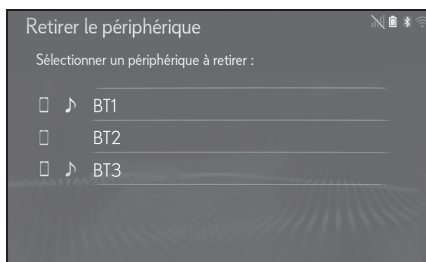 Retirer le périphérique
Sélectionner un périphérique à retirer :
BT1
BT2
BT3